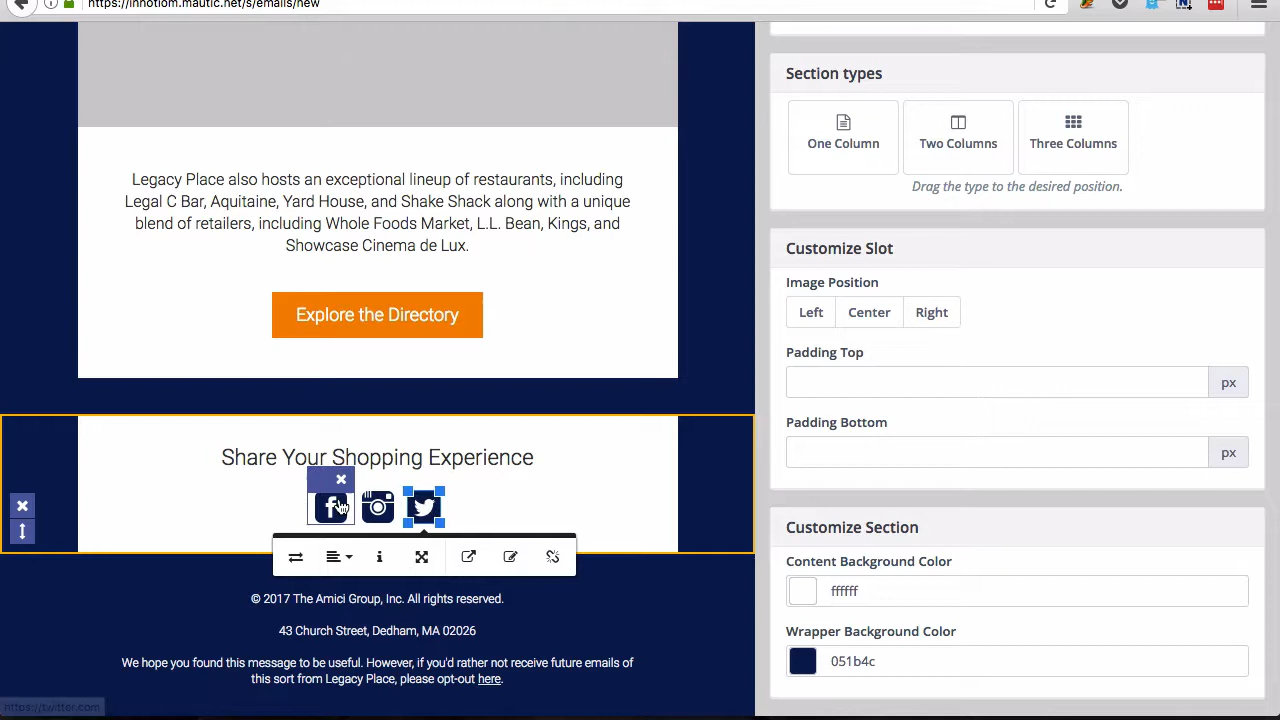 https://innotiom.mautic.net/s/emails/new
Legacy Place also hosts an exceptional lineup of restaurants, including
Legal C Bar, Aquitaine, Yard House, and Shake Shack along with a unique
blend of retailers, including Whole Foods Market, L.L. Bean, Kings, and
Showcase Cinema de Lux.
Explore the Directory
Share Your Shopping Experience
© 2017 The Amici Group, Inc. All rights reserved.
43 Church Street, Dedham, MA 02026
We hope you found this message to be useful. However, if you'd rather not receive future emails of
this sort from Legacy Place, please opt-out here.
https://twitter.com
Section types
One Column
Two Columns
Three Columns
Drag the type to the desired position.
Customize Slot
Image Position
Left
Center
Right
Padding Top
px
Padding Bottom
px
Customize Section
Content Background Color
ffffff
Wrapper Background Color
051b4c